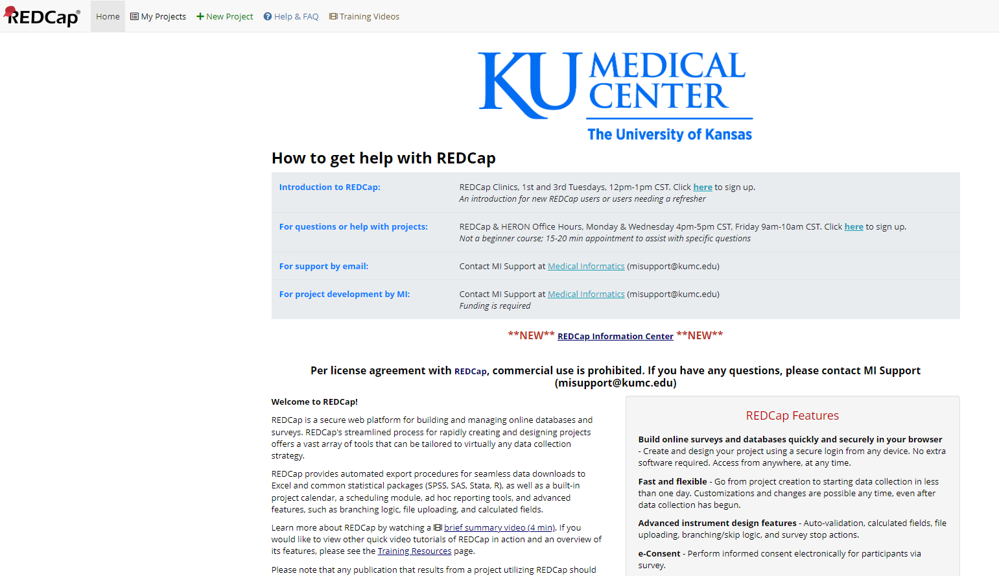 REDCap®
Home
My Projects
New Project
Help & FAQ
Training Videos
KU MEDICAL CENTER
The University of Kansas
How to get help with REDCap
Introduction to REDCap:
REDCap Clinics, 1st and 3rd Tuesdays, 12pm-1pm CST. Click here to sign up.
An introduction for new REDCap users or users needing a refresher
For questions or help with projects:
REDCap & HERON Office Hours, Monday & Wednesday 4pm-5pm CST, Friday 9am-10am CST. Click here to sign up.
Not a beginner course; 15-20 min appointment to assist with specific questions
For support by email:
Contact MI Support at Medical Informatics (misupport@kumc.edu)
For project development by MI:
Contact MI Support at Medical Informatics (misupport@kumc.edu)
Funding is required
**NEW** REDCap Information Center **NEW**
Per license agreement with REDCap, commercial use is prohibited. If you have any questions, please contact MI Support
(misupport@kumc.edu)
Welcome to REDCap!
REDCap is a secure web platform for building and managing online databases and
surveys. REDCap's streamlined process for rapidly creating and designing projects
offers a vast array of tools that can be tailored to virtually any data collection
strategy.
REDCap provides automated export procedures for seamless data downloads to
Excel and common statistical packages (SPSS, SAS, Stata, R), as well as a built-in
project calendar, a scheduling module, ad hoc reporting tools, and advanced
features, such as branching logic, file uploading, and calculated fields.
Learn more about REDCap by watching a brief summary video (4 min). If you
would like to view other quick video tutorials of REDCap in action and an overview of
its features, please see the Training Resources page.
Please note that any publication that results from a project utilizing REDCap should
REDCap Features
Build online surveys and databases quickly and securely in your browser
- Create and design your project using a secure login from any device. No extra
software required. Access from anywhere, at any time.
Fast and flexible - Go from project creation to starting data collection in less
than one day. Customizations and changes are possible any time, even after
data collection has begun.
Advanced instrument design features - Auto-validation, calculated fields, file
uploading, branching/skip logic, and survey stop actions.
e-Consent - Perform informed consent electronically for participants via
survey.